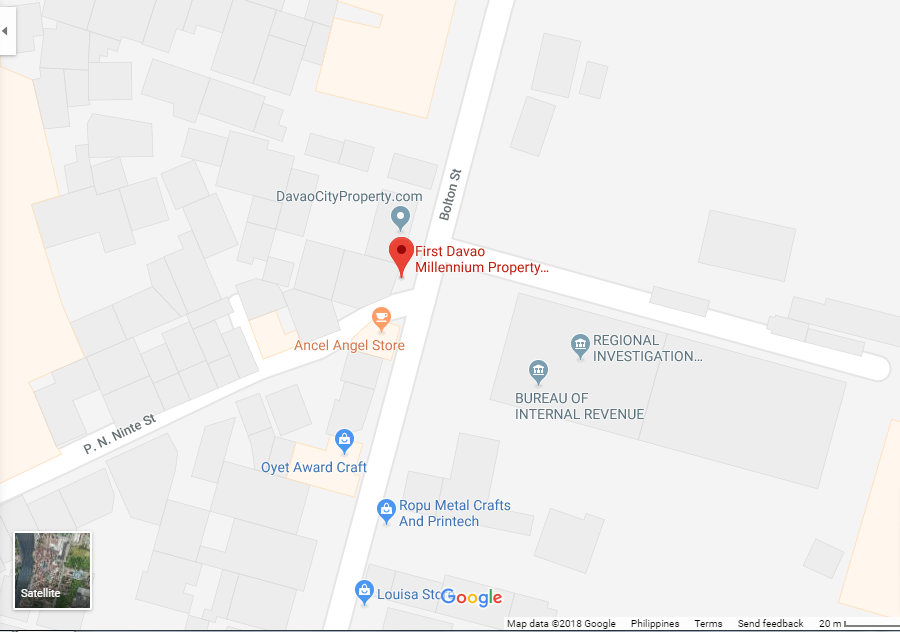 DavaoCityProperty.com
Bolton St
First Davao
Millennium Property...
Ancel Angel Store
REGIONAL
INVESTIGATION...
BUREAU OF
INTERNAL REVENUE
P. N. Ninte St
Oyet Award Craft
Ropu Metal Crafts
And Printech
Satellite
Louisa Sto
Google
Map data ©2018 Google Philippines Terms Send feedback 20 m